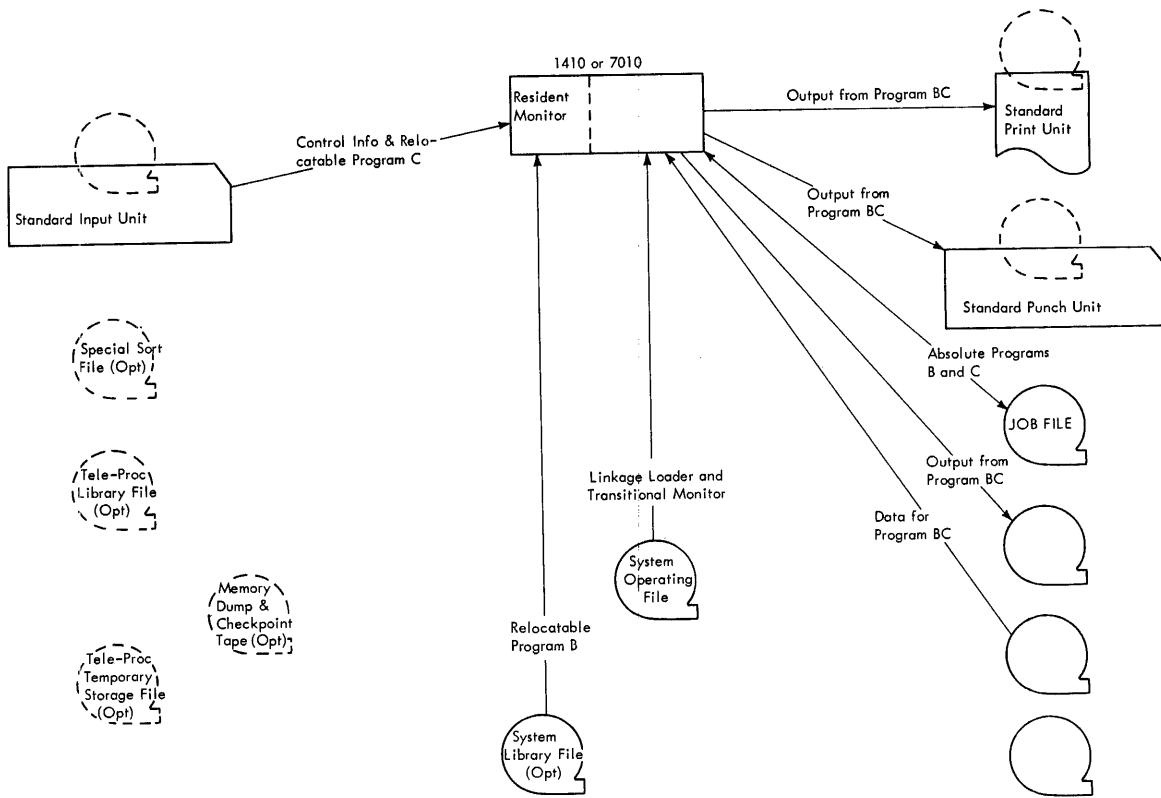 1410 or 7010
Resident
Monitor
Output from Program BC
Standard
Print Unit
Control Info & Relo-
catable Program C
Standard Input Unit
Output from
Program BC
Standard Punch Unit
Special Sort
File (Opt)
Absolute Programs
B and C
JOB FILE
Tele-Proc
Library File
(Opt)
Linkage Loader and
Transitional Monitor
Output from
Program BC
Data for
Program BC
System
Operating
File
Memory
Dump &
Checkpoint
Tape (Opt)
Relocatable
Program B
Tele-Proc
Temporary
Storage File
(Opt)
System
Library File
(Opt)